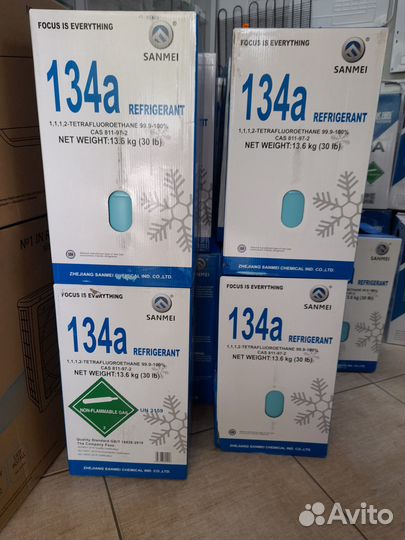 FOCUS IS EVERYTHING
SANMEI
134a REFRIGERANT
1,1,1,2-TETRAFLUOROETHANE 99.9-100%
CAS 811-97-2
NET WEIGHT:13.6 kg (30 lb)
ZHEJIANG SANMEI CHEMICAL IND. CO.,LTD.
FOCUS IS EVERYTHING
SANMEI
134a REFRIGERANT
1,1,1,2-TETRAFLUOROETHANE 99.9-100%
CAS 811-97-2
NET WEIGHT:13.6 kg (30 lb)
ZHEJIANG SANMEI CHEMICAL IND. CO.,LTD.
FOCUS IS EVERYTHING
SANMEI
134a REFRIGERANT
1,1,1,2-TETRAFLUOROETHANE 99.9-100%
CAS 811-97-2
NET WEIGHT:13.6 kg (30 lb)
NON-FLAMMABLE GAS
2
UN 3159
ZHEJIANG SANMEI CHEMICAL IND. CO.,LTD.
FOCUS IS EVERYTHING
SANMEI
134a REFRIGERANT
1,1,1,2-TETRAFLUOROETHANE 99.9-100%
CAS 811-97-2
NET WEIGHT:13.6 kg (30 lb)
ZHEJIANG SANMEI CHEMICAL IND. CO.,LTD.
SANMEI
Avito